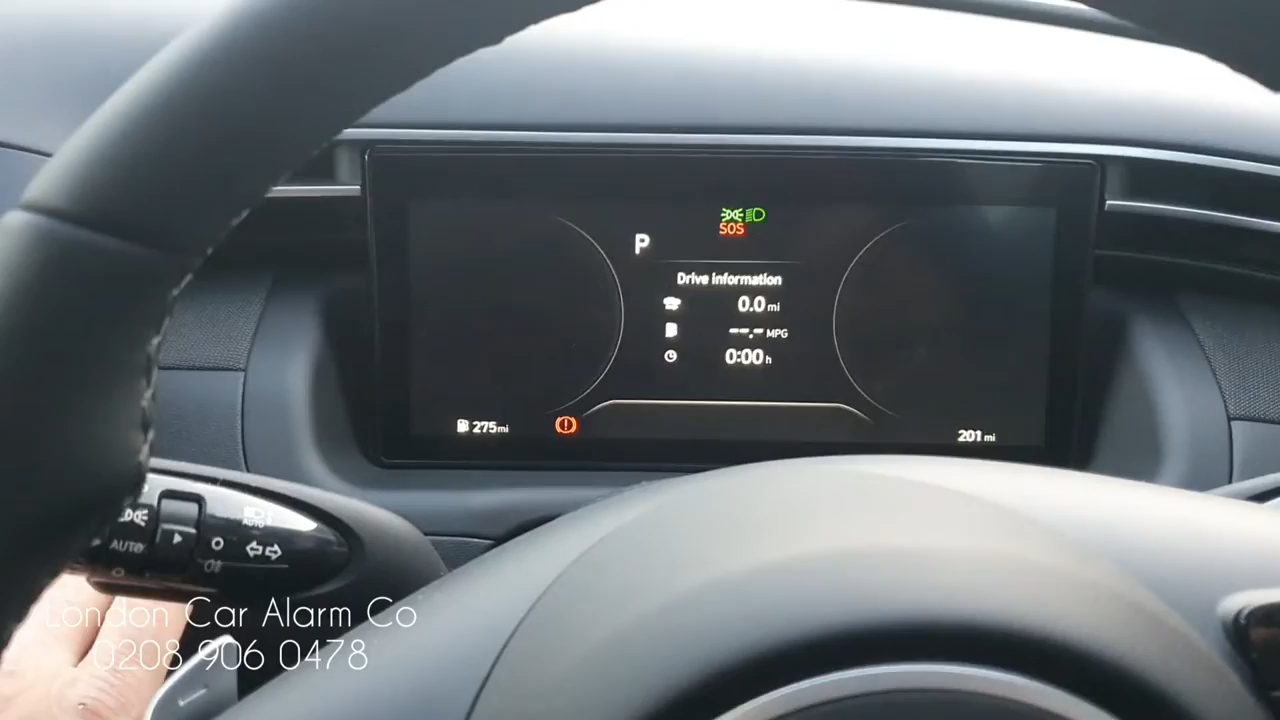 SOS
P
Drive information
0.0 mi
--.- MPG
0:00 h
275mi
201 mi
AUTO
AUTO
London Car Alarm Co
0208 906 0478